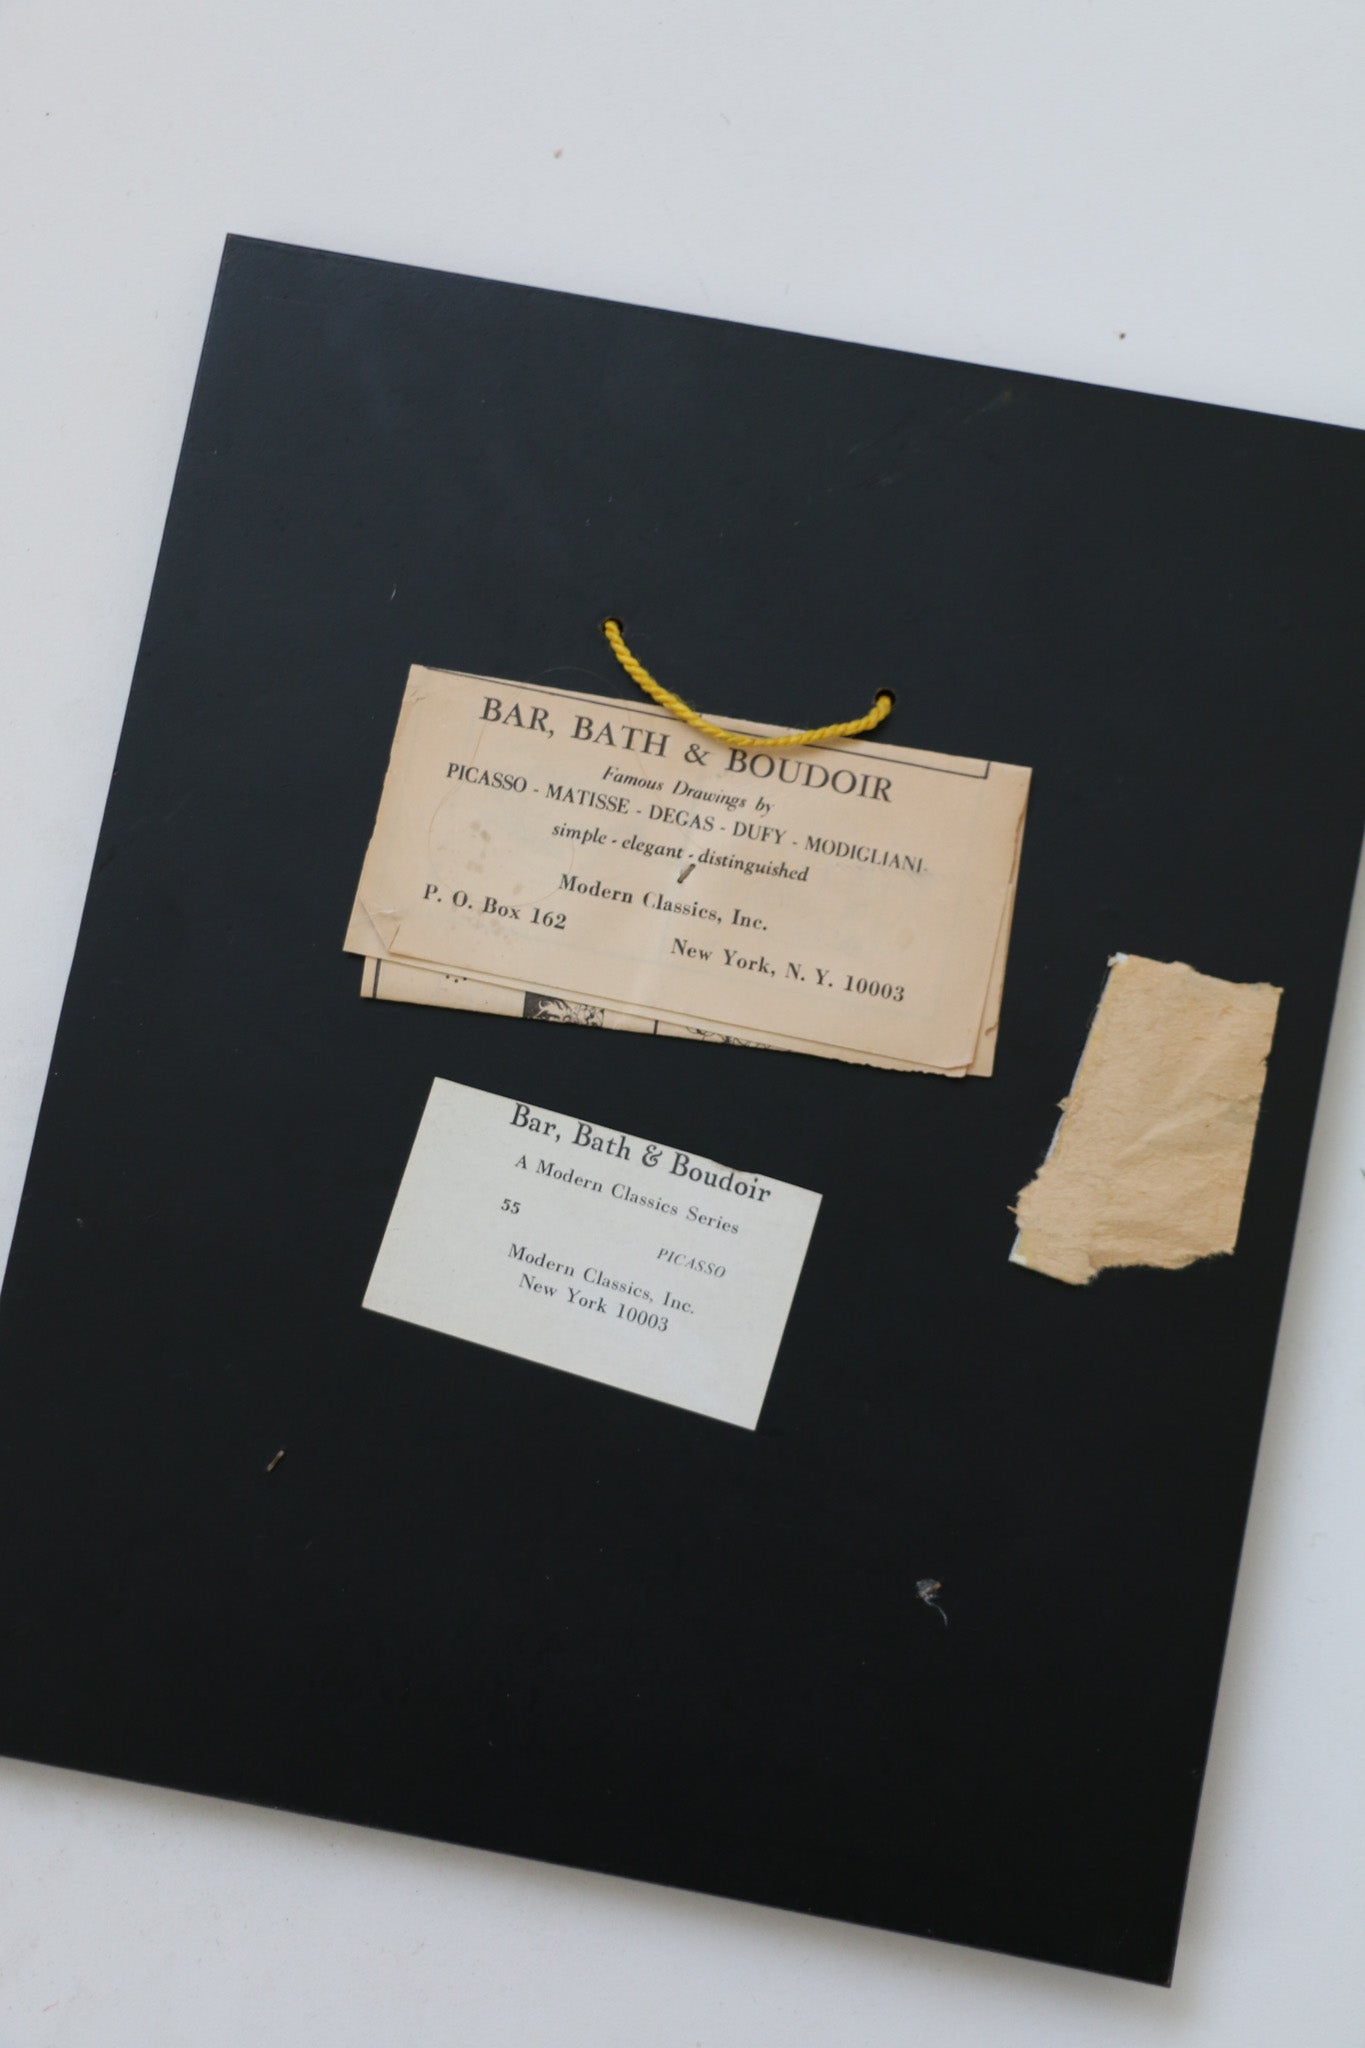 BAR, BATH & BOUDOIR
Famous Drawings by
PICASSO - MATISSE - DEGAS - DUFY - MODIGLIANI-
simple - elegant - distinguished
Modern Classics, Inc.
P. O. Box 162
New York, N. Y. 10003
Bar, Bath & Boudoir
A Modern Classics Series
55
PICASSO
Modern Classics, Inc.
New York 10003